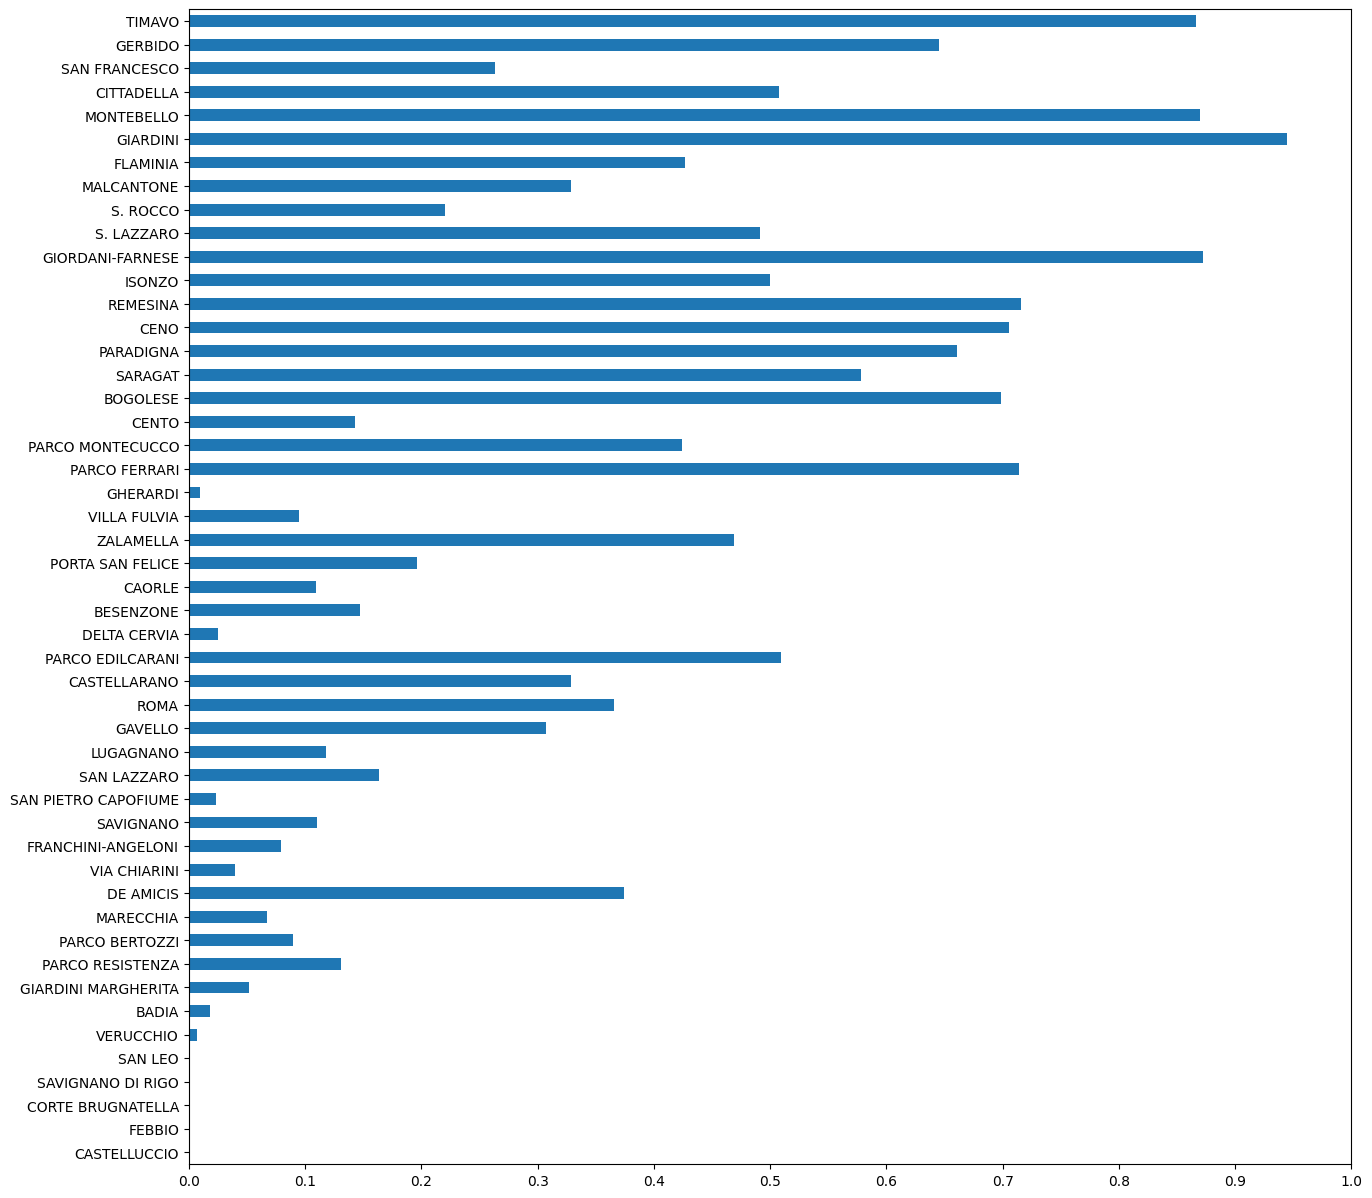 TIMAVO
GERBIDO
SAN FRANCESCO
CITTADELLA
MONTEBELLO
GIARDINI
FLAMINIA
MALCANTONE
S. ROCCO
S. LAZZARO
GIORDANI-FARNESE
ISONZO
REMESINA
CENO
PARADIGNA
SARAGAT
BOGOLESE
CENTO
PARCO MONTECUCCO
PARCO FERRARI
GHERARDI
VILLA FULVIA
ZALAMELLA
PORTA SAN FELICE
CAORLE
BESENZONE
DELTA CERVIA
PARCO EDILCARANI
CASTELLARANO
ROMA
GAVELLO
LUGAGNANO
SAN LAZZARO
SAN PIETRO CAPOFIUME
SAVIGNANO
FRANCHINI-ANGELONI
VIA CHIARINI
DE AMICIS
MARECCHIA
PARCO BERTOZZI
PARCO RESISTENZA
GIARDINI MARGHERITA
BADIA
VERUCCHIO
SAN LEO
SAVIGNANO DI RIGO
CORTE BRUGNATELLA
FEBBIO
CASTELLUCCIO
0.0 0.1 0.2 0.3 0.4 0.5 0.6 0.7 0.8 0.9 1.0